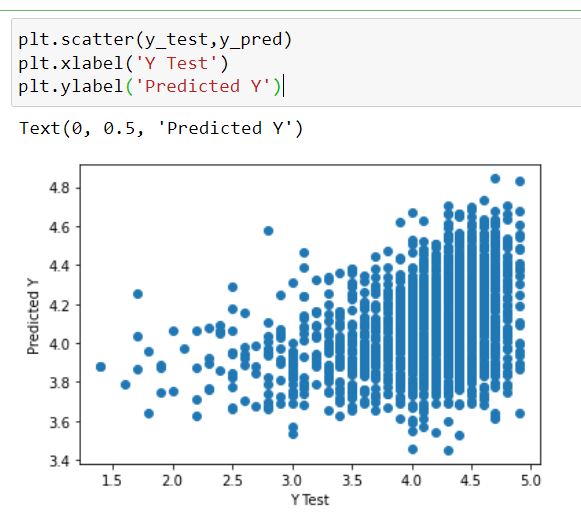 plt.scatter(y_test,y_pred)
plt.xlabel('Y Test')
plt.ylabel('Predicted Y')
Text(0, 0.5, 'Predicted Y')
4.8
4.6
4.4
4.2
4.0
3.8
3.6
3.4
Predicted Y
1.5 2.0 2.5 3.0 3.5 4.0 4.5 5.0
Y Test